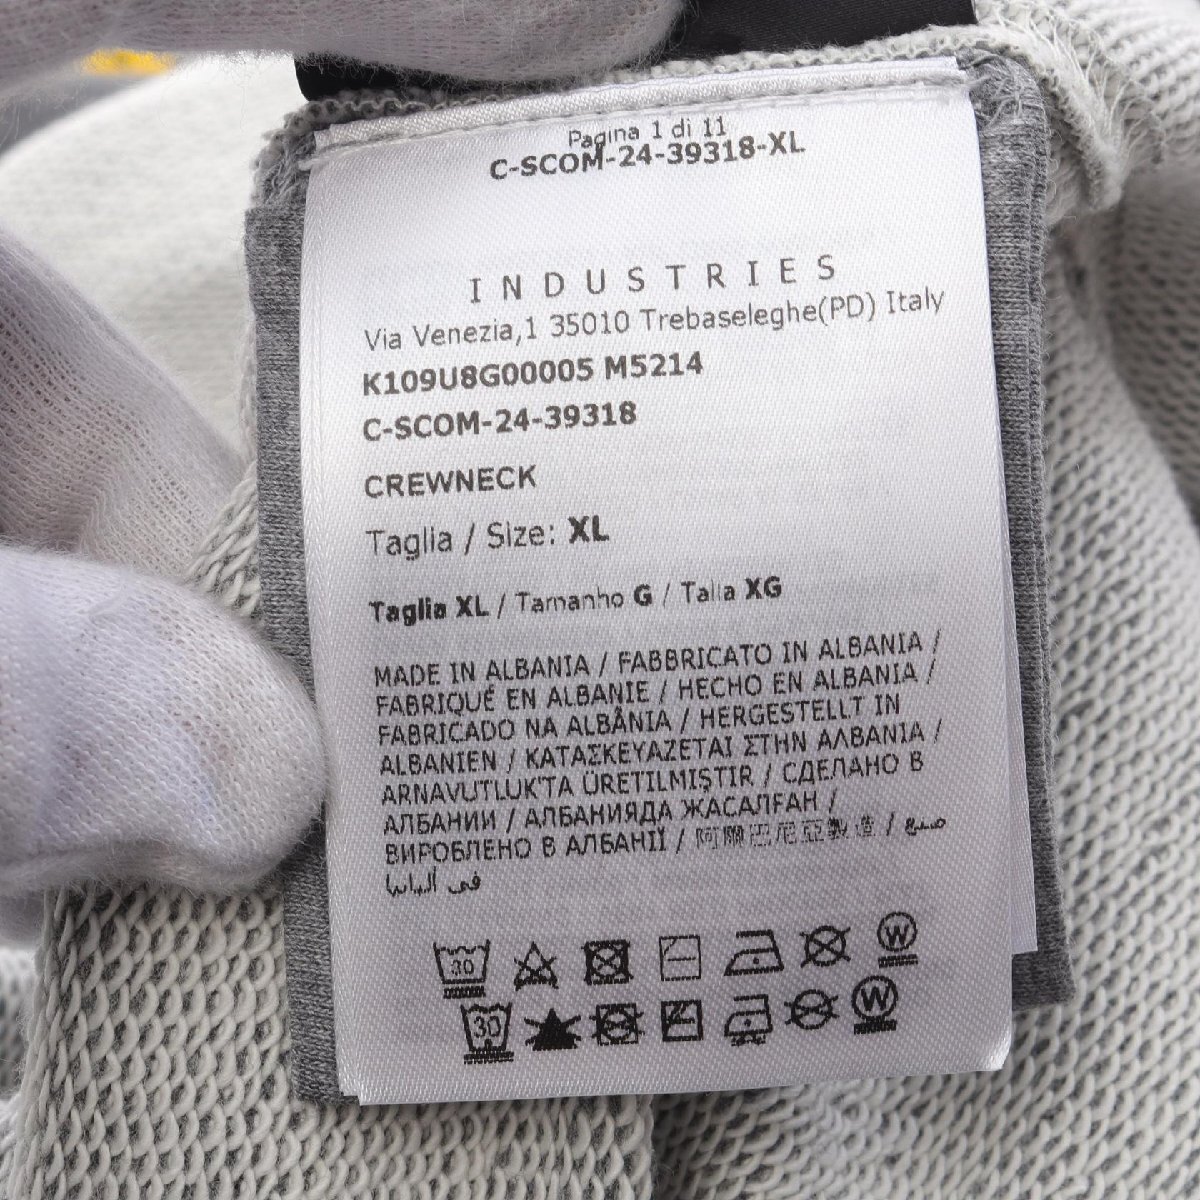 Pagina 1 di 11
C-SCOM-24-39318-XL
INDUSTRIES
Via Venezia,1 35010 Trebaseleghe(PD) Italy
K109U8G00005 M5214
C-SCOM-24-39318
CREWNECK
Taglia / Size: XL
Taglia XL / Tamanho G / Talla XG
MADE IN ALBANIA / FABBRICATO IN ALBANIA /
FABRIQUÉ EN ALBANIE / HECHO EN ALBANIA /
FABRICADO NA ALBÂNIA / HERGESTELLT IN
ALBANIEN / ΚΑΤΑΣΚΕΥΑΖΕΤΑΙ ΣΤΗΝ ΑΛΒΑΝΙΑ /
ARNAVUTLUK'TA ÜRETILMIŞTIR / СДЕЛАНО В
АЛБАНИИ / АЛБАНИЯДА ЖАСАЛҒАН /
ВИРОБЛЕНО В АЛБАНІЇ / 阿爾巴尼亞製造 / صنع
في ألبانيا
30 W
30 W